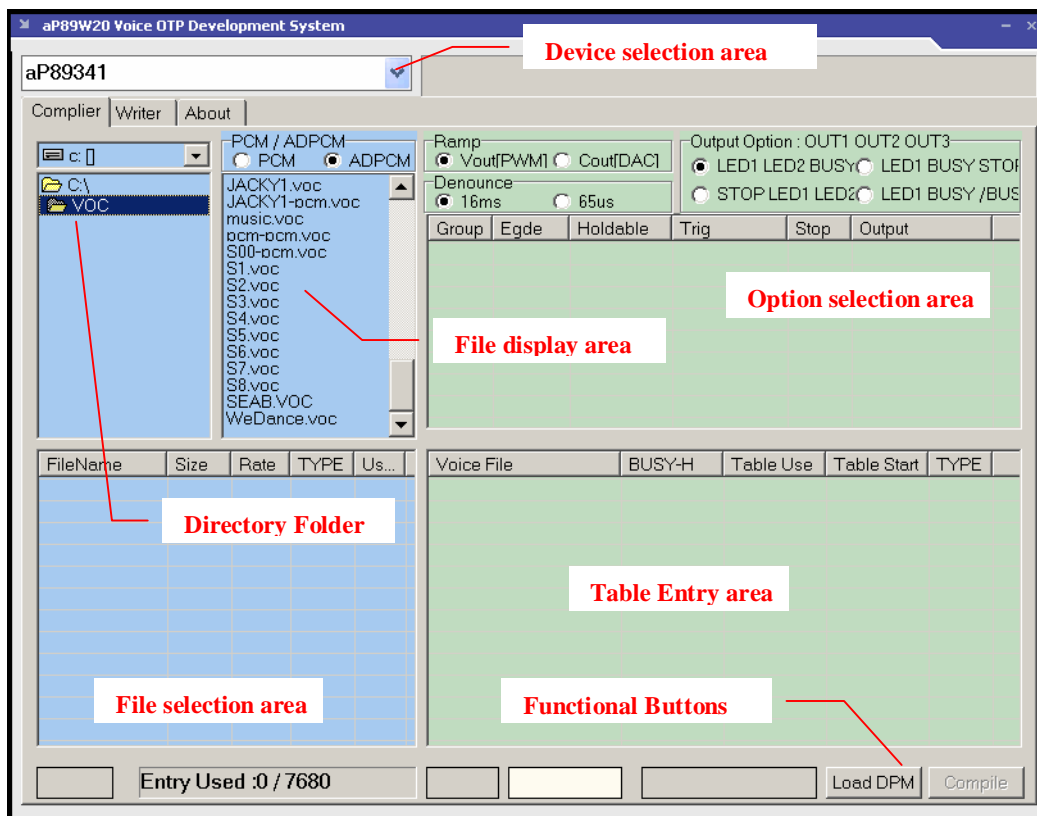 aP89W20 Voice OTP Development System
Device selection area
aP89341
Complier Writer About
c: []
C:\
VOC
PCM / ADPCM
PCM ADPCM
JACKY1.voc
JACKY1-pcm.voc
music.voc
pcm-pcm.voc
S00-pcm.voc
S1.voc
S2.voc
S3.voc
S4.voc
S5.voc
S6.voc
S7.voc
S8.voc
SEAB.VOC
WeDance.voc
Ramp
Vout[PWM] Cout[DAC]
Denounce
16ms 65us
Output Option : OUT1 OUT2 OUT3
LED1 LED2 BUSY LED1 BUSY STOP
STOP LED1 LED2 LED1 BUSY /BUS
Group Egde Holdable Trig Stop Output
Option selection area
File display area
FileName Size Rate TYPE Us...
Directory Folder
File selection area
Voice File BUSY-H Table Use Table Start TYPE
Table Entry area
Functional Buttons
Entry Used :0 / 7680
Load DPM Compile